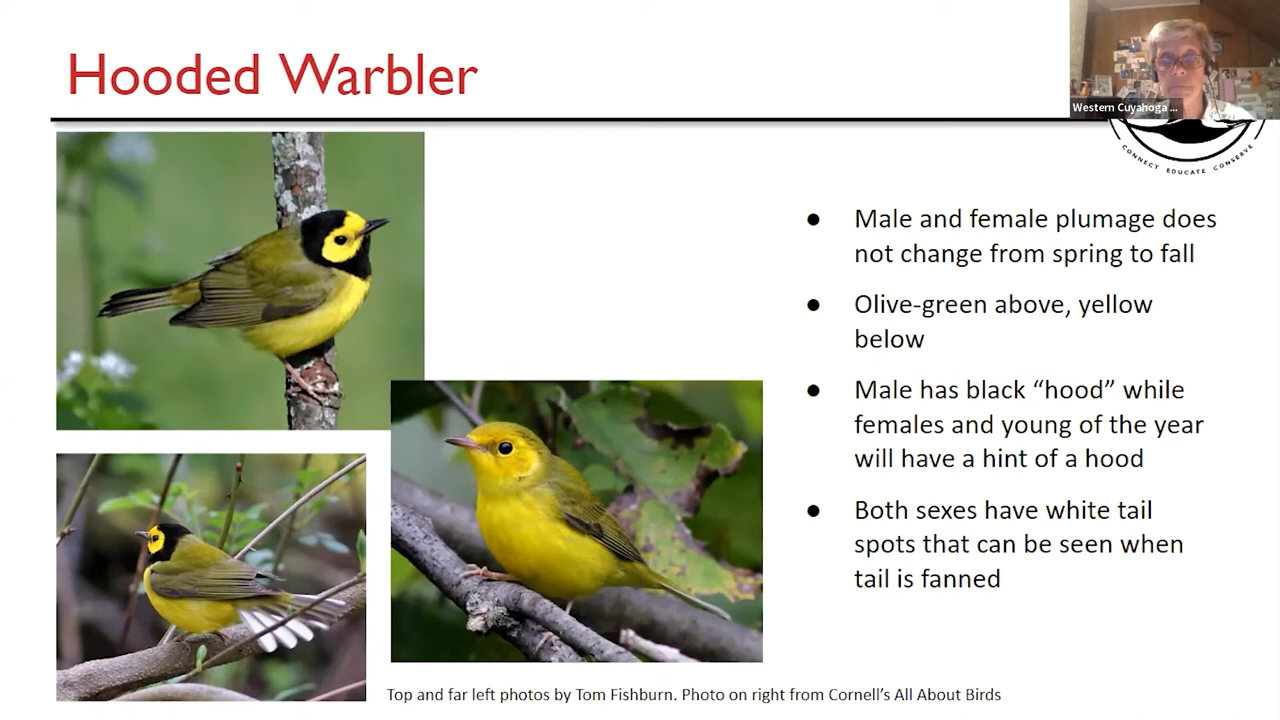 Hooded Warbler
Western Cuyahoga ...
CONNECT EDUCATE CONSERVE
● Male and female plumage does
not change from spring to fall
● Olive-green above, yellow
below
● Male has black “hood” while
females and young of the year
will have a hint of a hood
● Both sexes have white tail
spots that can be seen when
tail is fanned
Top and far left photos by Tom Fishburn. Photo on right from Cornell’s All About Birds